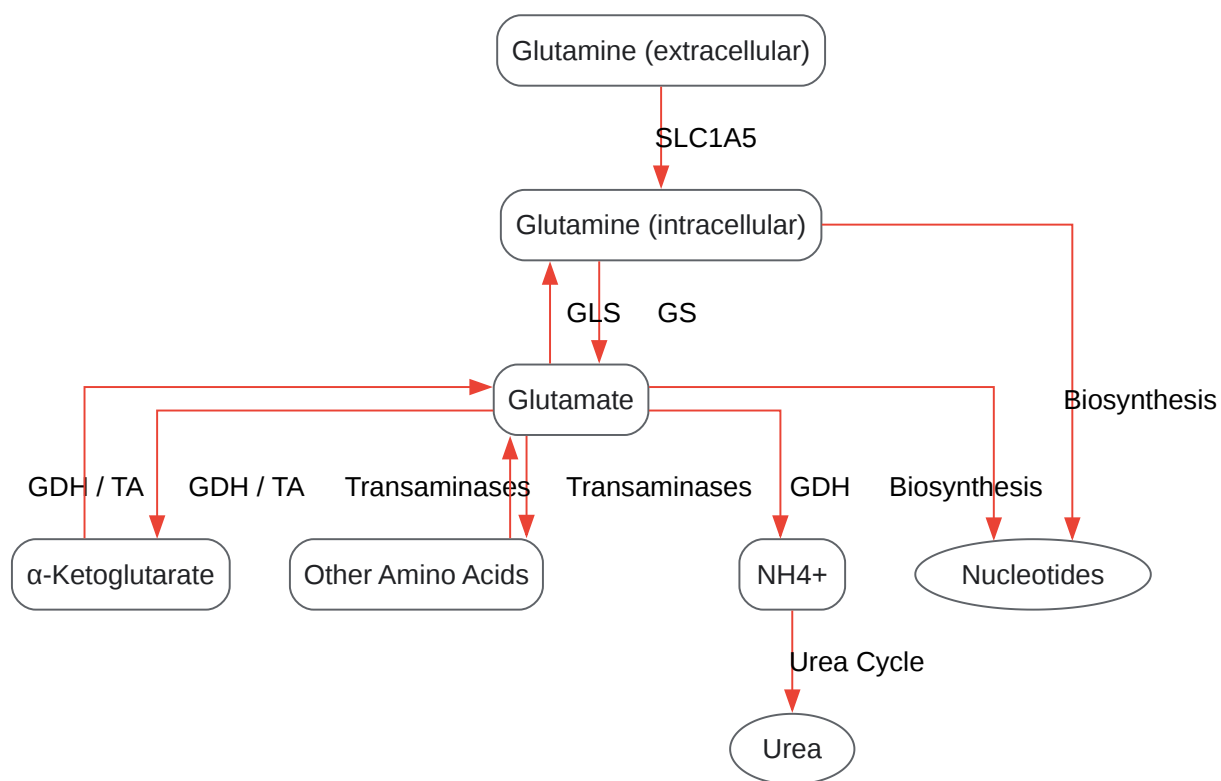 Glutamine (extracellular)
SLC1A5
Glutamine (intracellular)
GLS
GS
Glutamate
Biosynthesis
GDH / TA
GDH / TA
Transaminases
Transaminases
GDH
Biosynthesis
α-Ketoglutarate
Other Amino Acids
NH4+
Nucleotides
Urea Cycle
Urea